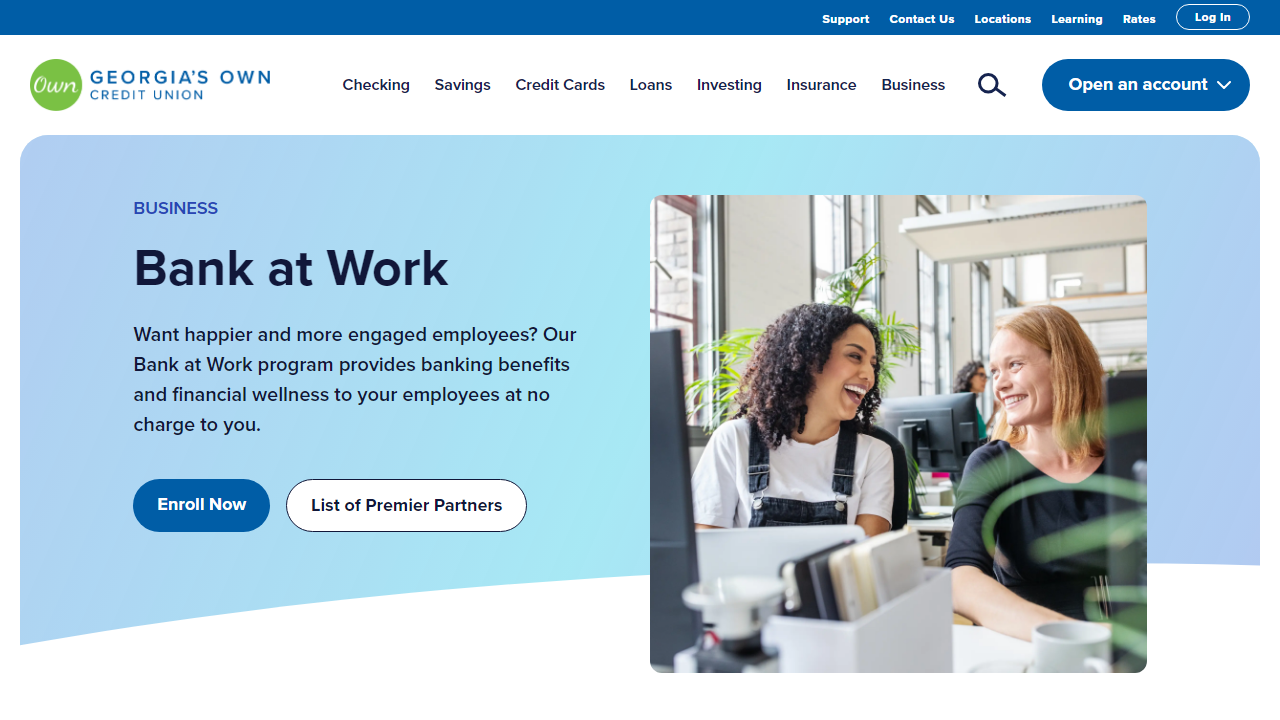 Support Contact Us Locations Learning Rates Log In
Own GEORGIA'S OWN
CREDIT UNION
Checking Savings Credit Cards Loans Investing Insurance Business Open an account
BUSINESS
Bank at Work
Want happier and more engaged employees? Our
Bank at Work program provides banking benefits
and financial wellness to your employees at no
charge to you.
Enroll Now List of Premier Partners